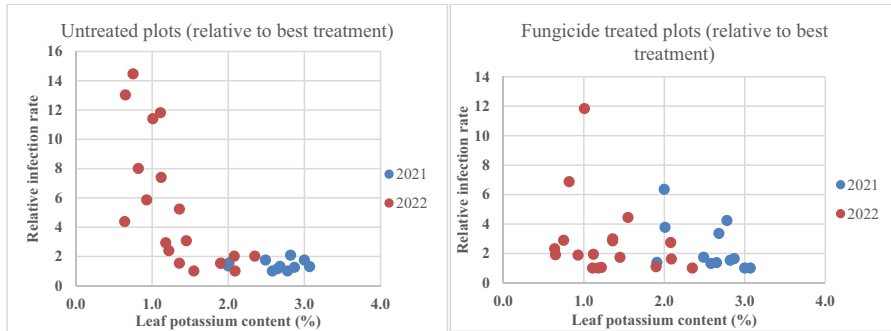 Untreated plots (relative to best treatment)
16
14
12
10
8
6
4
2
0
0.0 1.0 2.0 3.0 4.0
Relative infection rate
Leaf potassium content (%)
2021
2022
Fungicide treated plots (relative to best
treatment)
14
12
10
8
6
4
2
0
0.0 1.0 2.0 3.0 4.0
Relative infection rate
Leaf potassium content (%)
2021
2022